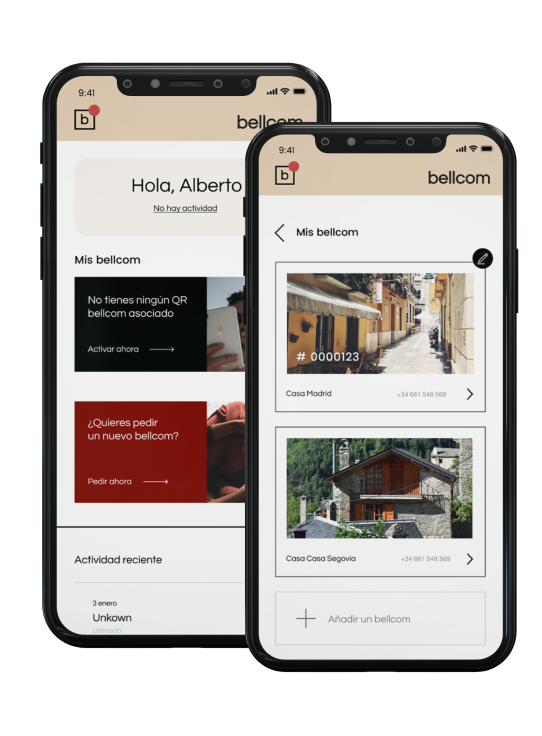 9:41
b
bellcom
Hola, Alberto
No hay actividad
Mis bellcom
No tienes ningún QR
bellcom asociado
Activar ahora
¿Quieres pedir
un nuevo bellcom?
Pedir ahora
Actividad reciente
3 enero
Unkown
Llamada
9:41
b
bellcom
Mis bellcom
# 0000123
Casa Madrid
+34 661 548 569
Casa Casa Segovia
+34 661 548 569
Añadir un bellcom